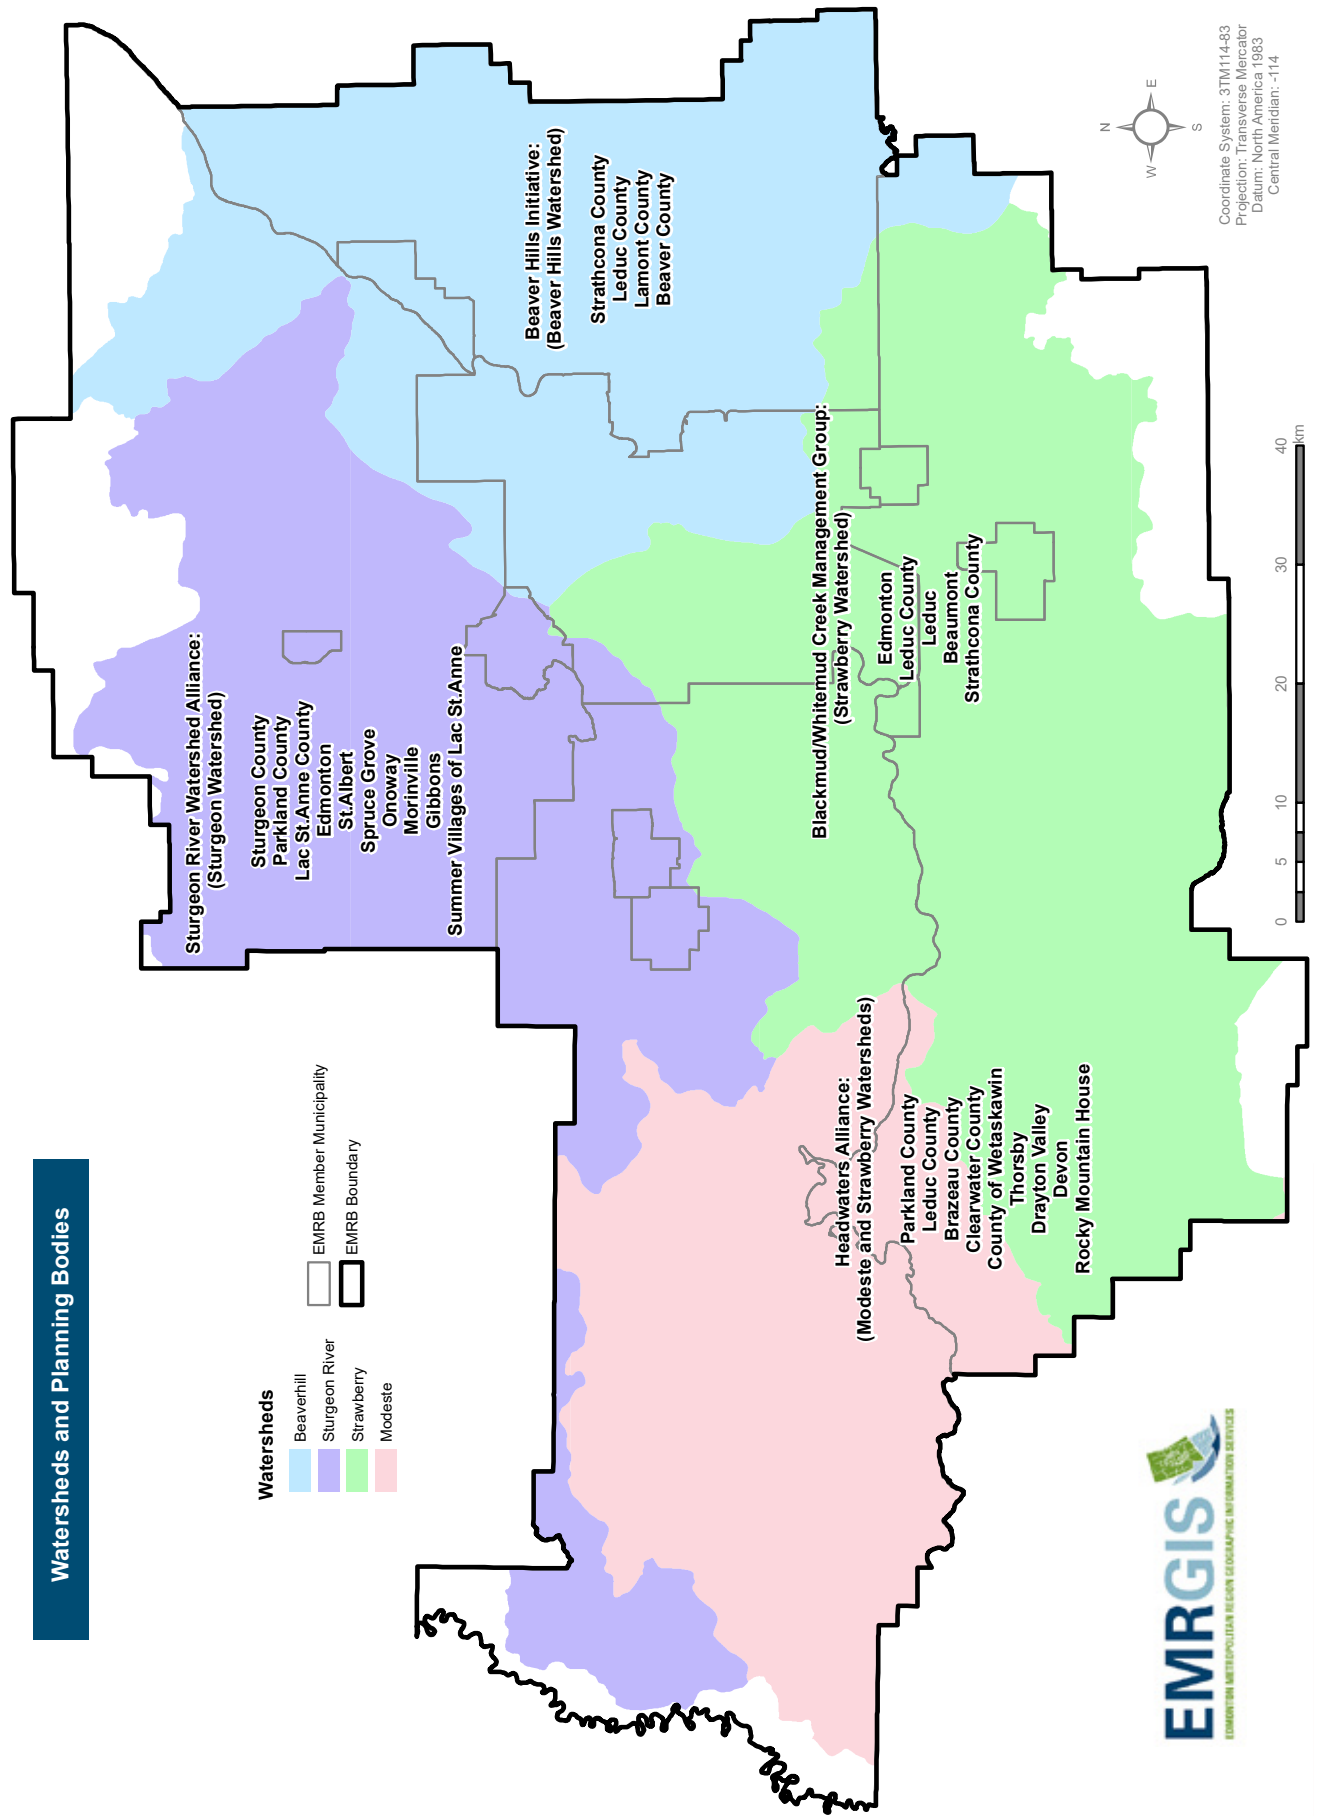 Watersheds and Planning Bodies
Watersheds
Beaverhill
Sturgeon River
Strawberry
Modeste
EMRB Member Municipality
EMRB Boundary
Sturgeon River Watershed Alliance:
(Sturgeon Watershed)
Sturgeon County
Parkland County
Lac St.Anne County
Edmonton
St.Albert
Spruce Grove
Onoway
Morinville
Gibbons
Summer Villages of Lac St.Anne
Beaver Hills Initiative:
(Beaver Hills Watershed)
Strathcona County
Leduc County
Lamont County
Beaver County
Blackmud/Whitemud Creek Management Group:
(Strawberry Watershed)
Edmonton
Leduc County
Leduc
Beaumont
Strathcona County
Headwaters Alliance:
(Modeste and Strawberry Watersheds)
Parkland County
Leduc County
Brazeau County
Clearwater County
County of Wetaskawin
Thorsby
Drayton Valley
Devon
Rocky Mountain House
EMRGIS
EDMONTON METROPOLITAN REGION GEOGRAPHIC INFORMATION SERVICES
0 5 10 20 30 40
km
N
W E
S
Coordinate System: 3TM114-83
Projection: Transverse Mercator
Datum: North America 1983
Central Meridian: -114